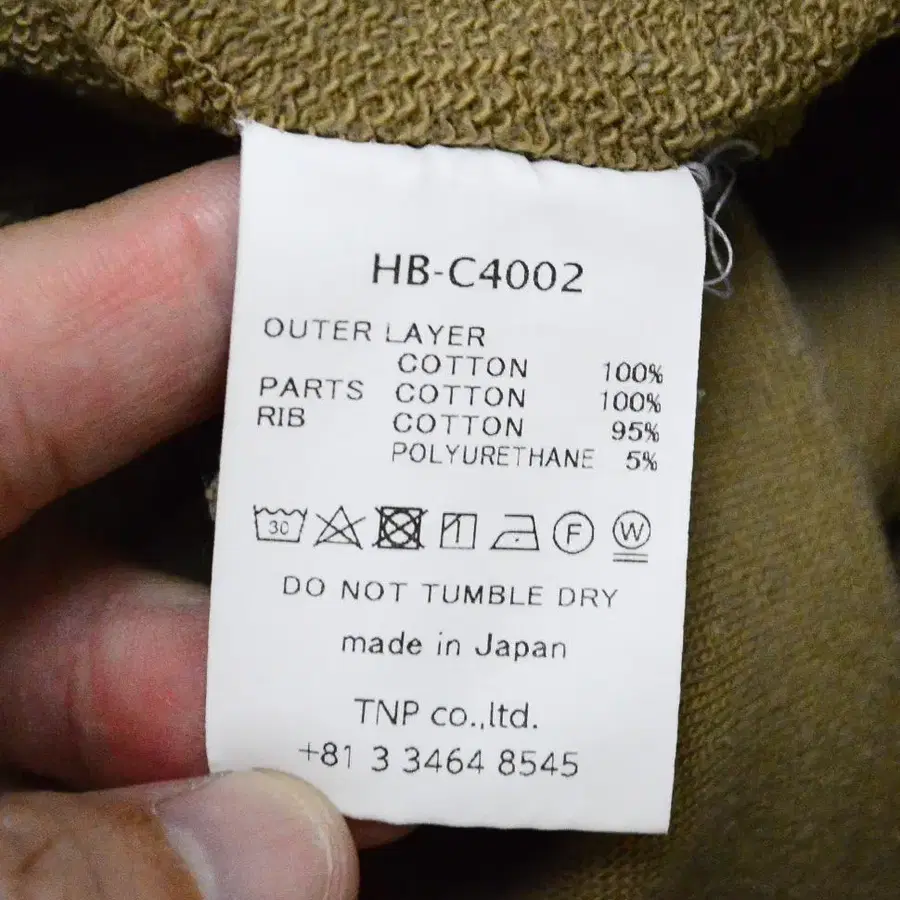 HB-C4002
OUTER LAYER
COTTON 100%
PARTS COTTON 100%
RIB COTTON 95%
POLYURETHANE 5%
30 F W
DO NOT TUMBLE DRY
made in Japan
TNP co.,ltd.
+81 3 3464 8545